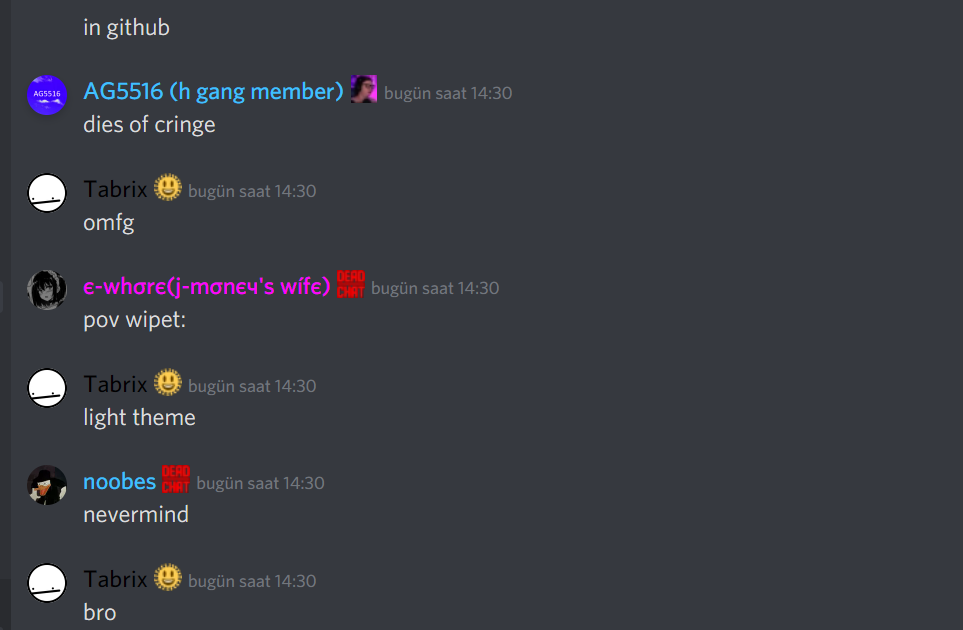 in github
AG5516
AG5516 (h gang member) bugün saat 14:30
dies of cringe
Tabrix bugün saat 14:30
omfg
є-whσrє(j-mσnєч's wífє) DEAD CHAT bugün saat 14:30
pov wipet:
Tabrix bugün saat 14:30
light theme
noobes DEAD CHAT bugün saat 14:30
nevermind
Tabrix bugün saat 14:30
bro